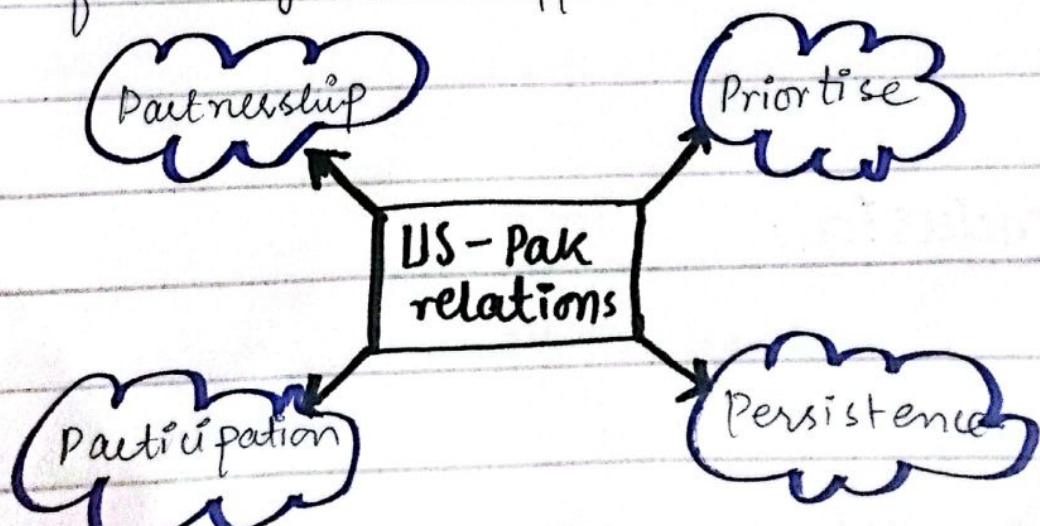 Partnership
Priortise
US - Pak
relations
Participation
Persistence